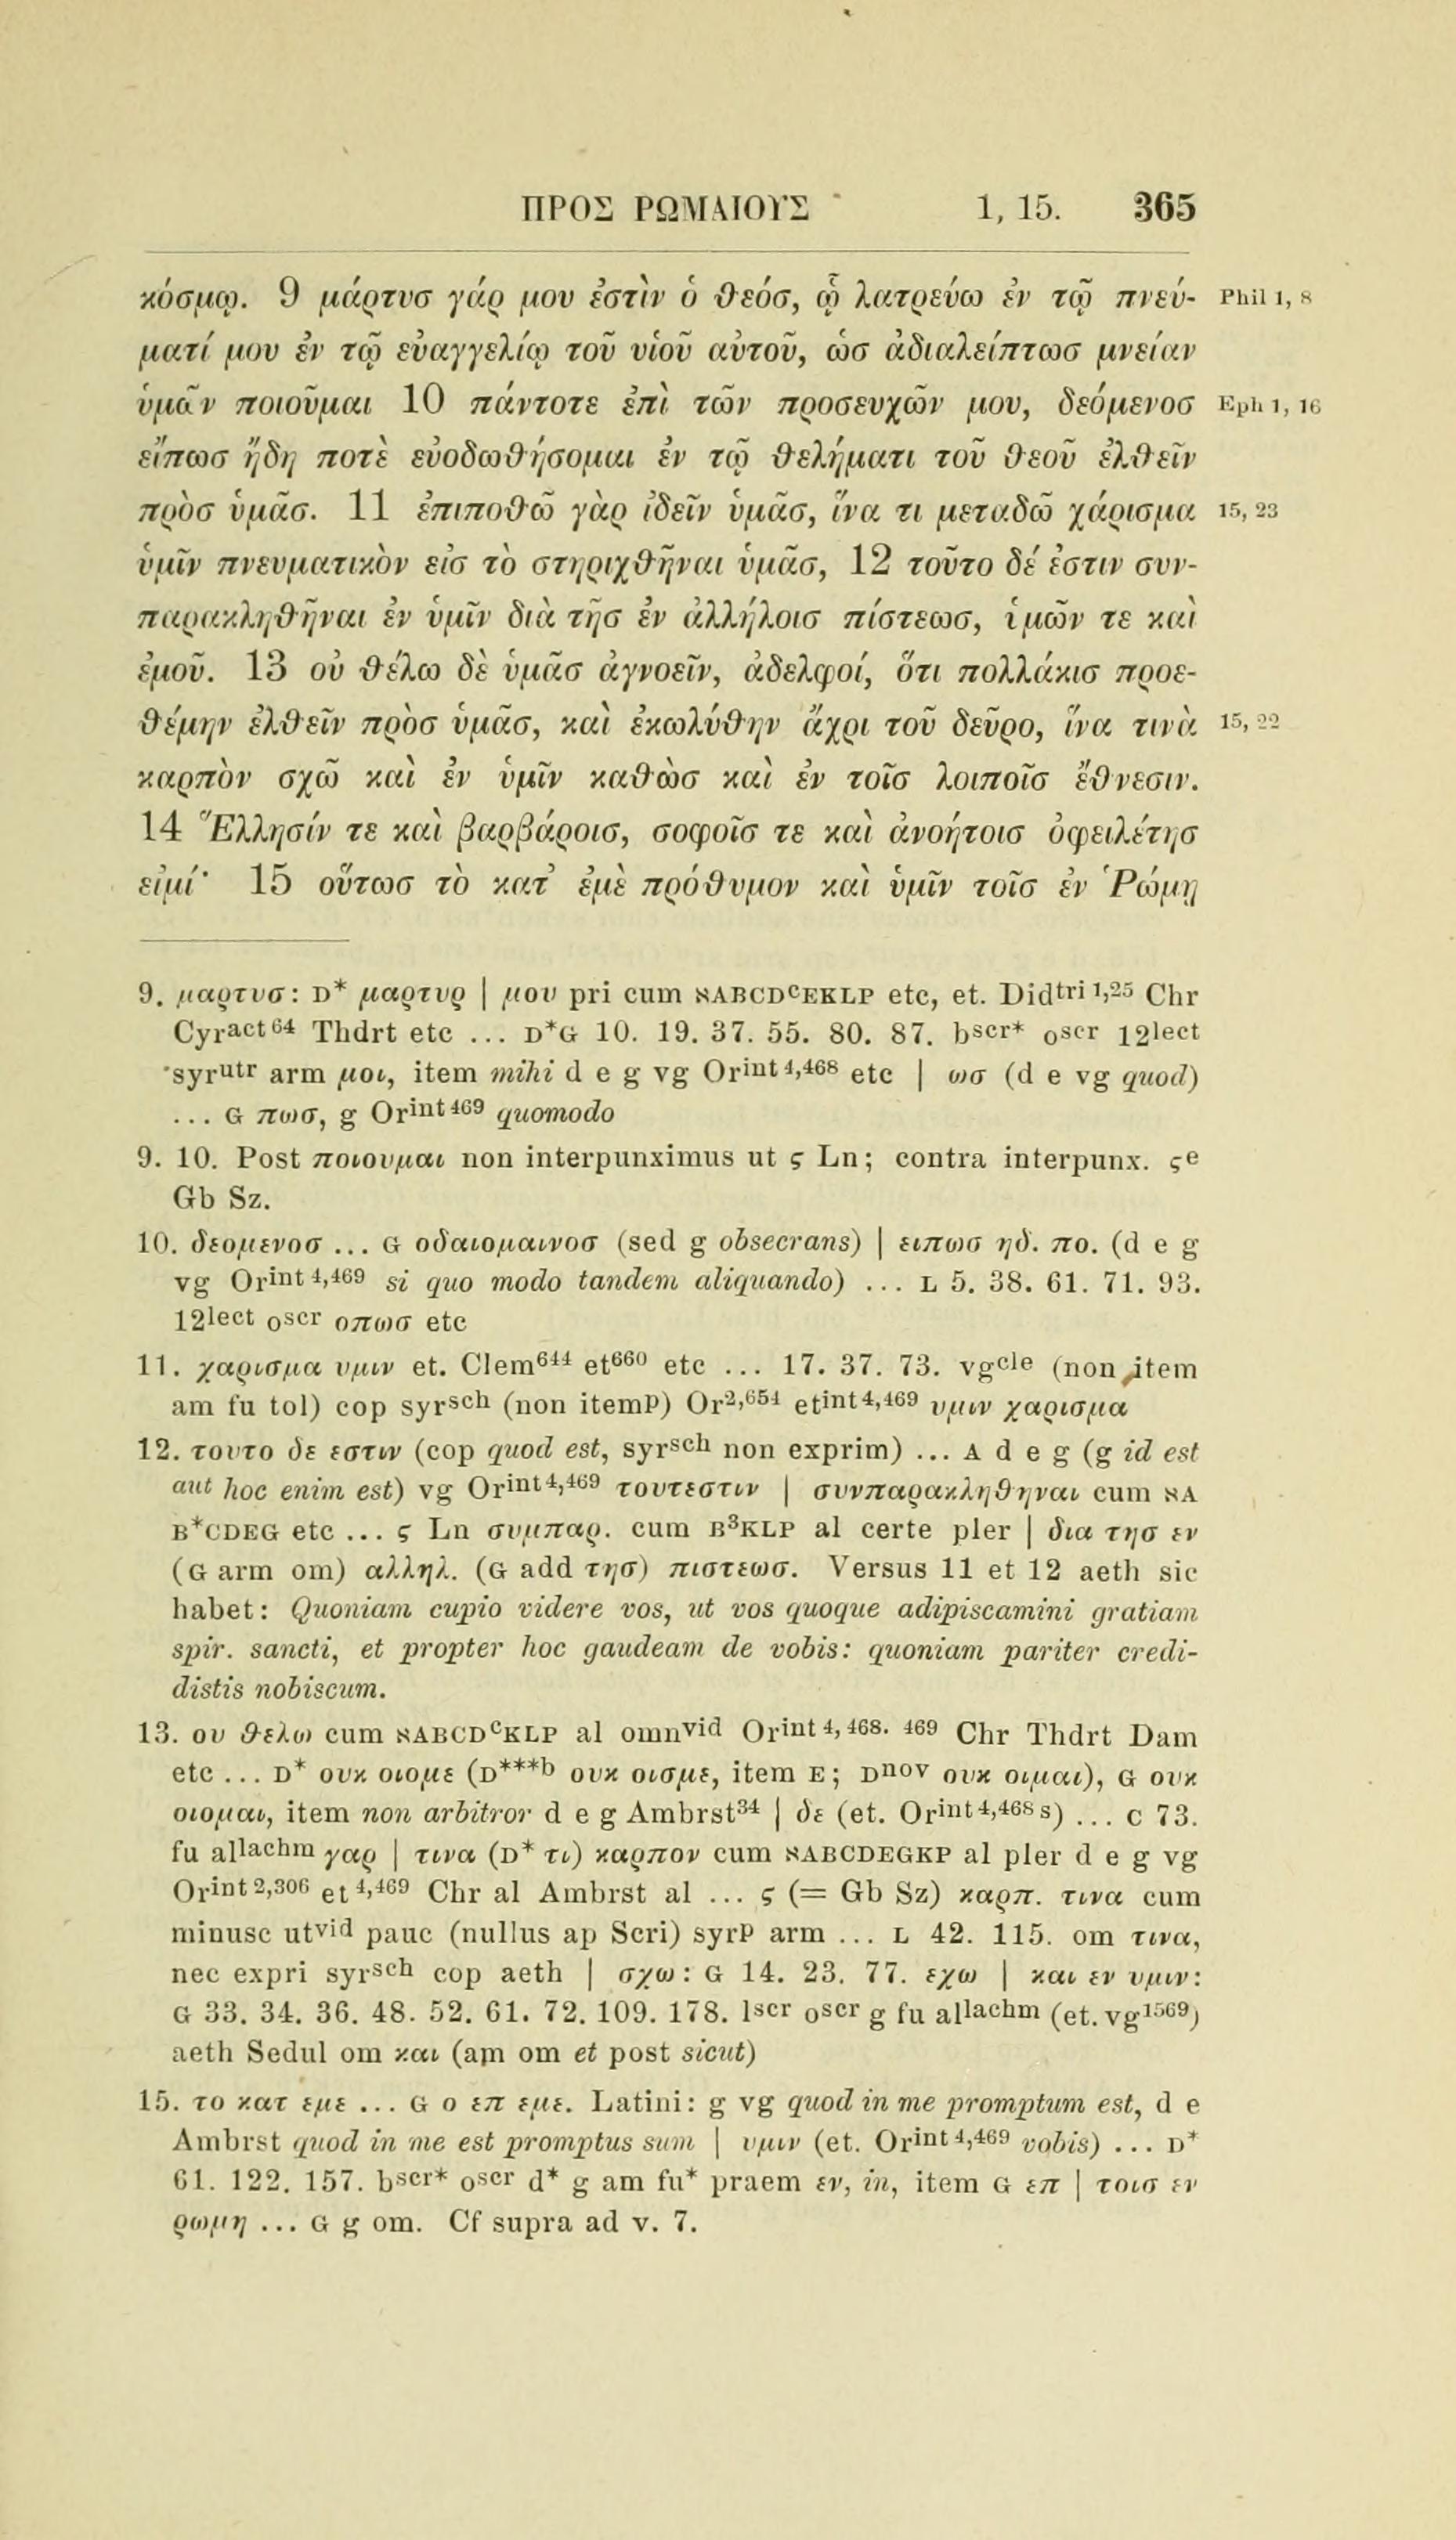 ΠΡΟΣ ΡΩΜΑΙΟΥΣ 1, 15. 365
κόσμῳ. 9 μάρτυσ γάρ μου ἐστὶν ὁ θεόσ, ᾧ λατρεύω ἐν τῷ πνεύ- Phil 1, 8
ματί μου ἐν τῷ εὐαγγελίῳ τοῦ υἱοῦ αὐτοῦ, ὡσ ἀδιαλείπτωσ μνείαν
ὑμῶν ποιοῦμαι 10 πάντοτε ἐπὶ τῶν προσευχῶν μου, δεόμενοσ Eph 1, 16
εἴπωσ ἤδη ποτὲ εὐοδωθήσομαι ἐν τῷ θελήματι τοῦ θεοῦ ἐλθεῖν
πρὸσ ὑμᾶσ. 11 ἐπιποθῶ γὰρ ἰδεῖν ὑμᾶσ, ἵνα τι μεταδῶ χάρισμα 15, 23
ὑμῖν πνευματικὸν εἰσ τὸ στηριχθῆναι ὑμᾶσ, 12 τοῦτο δέ ἐστιν συν-
παρακληθῆναι ἐν ὑμῖν διὰ τῆσ ἐν ἀλλήλοισ πίστεωσ, ὑμῶν τε καὶ
ἐμοῦ. 13 οὐ θέλω δὲ ὑμᾶσ ἀγνοεῖν, ἀδελφοί, ὅτι πολλάκισ προε-
θέμην ἐλθεῖν πρὸσ ὑμᾶσ, καὶ ἐκωλύθην ἄχρι τοῦ δεῦρο, ἵνα τινὰ 15, 22
καρπὸν σχῶ καὶ ἐν ὑμῖν καθὼσ καὶ ἐν τοῖσ λοιποῖσ ἔθνεσιν.
14 Ἕλλησίν τε καὶ βαρβάροισ, σοφοῖσ τε καὶ ἀνοήτοισ ὀφειλέτησ
εἰμί· 15 οὕτωσ τὸ κατ᾽ ἐμὲ πρόθυμον καὶ ὑμῖν τοῖσ ἐν Ῥώμῃ
9. μαρτυσ: D* μαρτυρ | μου pri cum ℵABCDᶜEKLP etc, et. Didtri 1,25 Chr
Cyract 64 Thdrt etc ... D*G 10. 19. 37. 55. 80. 87. bscr* oscr 12lect
syrutr arm μοι, item mihi d e g vg Orint 4,468 etc | ωσ (d e vg quod)
... G πωσ, g Orint 469 quomodo
9. 10. Post ποιουμαι non interpunximus ut ς Ln; contra interpunx. ςe
Gb Sz.
10. δεομενοσ ... G οδαιομαινοσ (sed g obsecrans) | ειπωσ ηδ. πο. (d e g
vg Orint 4,469 si quo modo tandem aliquando) ... L 5. 38. 61. 71. 93.
12lect oscr οπωσ etc
11. χαρισμα υμιν et. Clem644 et660 etc ... 17. 37. 73. vgcle (non item
am fu tol) cop syrsch (non itemp) Or2,654 etint 4,469 υμιν χαρισμα
12. τουτο δε εστιν (cop quod est, syrsch non exprim) ... A d e g (g id est
aut hoc enim est) vg Orint 4,469 τουτεστιν | συνπαρακληθηναι cum ℵA
B*CDEG etc ... ς Ln συμπαρ. cum B³KLP al certe pler | δια τησ εν
(G arm om) αλληλ. (G add τησ) πιστεωσ. Versus 11 et 12 aeth sic
habet: Quoniam cupio videre vos, ut vos quoque adipiscamini gratiam
spir. sancti, et propter hoc gaudeam de vobis: quoniam pariter credi-
distis nobiscum.
13. ου θελω cum ℵABCDᶜKLP al omnvid Orint 4, 468. 469 Chr Thdrt Dam
etc ... D* ουκ οιομε (D***b ουκ οισμε, item E; Dnov ουκ οιμαι), G ουκ
οιομαι, item non arbitror d e g Ambrst34 | δε (et. Orint 4,468 s) ... C 73.
fu allachm γαρ | τινα (D* τι) καρπον cum ℵABCDEGKP al pler d e g vg
Orint 2,306 et 4,469 Chr al Ambrst al ... ς (= Gb Sz) καρπ. τινα cum
minusc utvid pauc (nullus ap Scri) syrp arm ... L 42. 115. om τινα,
nec expri syrsch cop aeth | σχω: G 14. 23. 77. εχω | και εν υμιν:
G 33. 34. 36. 48. 52. 61. 72. 109. 178. lscr oscr g fu allachm (et. vg1569)
aeth Sedul om και (am om et post sicut)
15. το κατ εμε ... G ο επ εμε. Latini: g vg quod in me promptum est, d e
Ambrst quod in me est promptus sum | υμιν (et. Orint 4,469 vobis) ... D*
61. 122. 157. bscr* oscr d* g am fu* praem εν, in, item G επ | τοισ εν
ρωμη ... G g om. Cf supra ad v. 7.